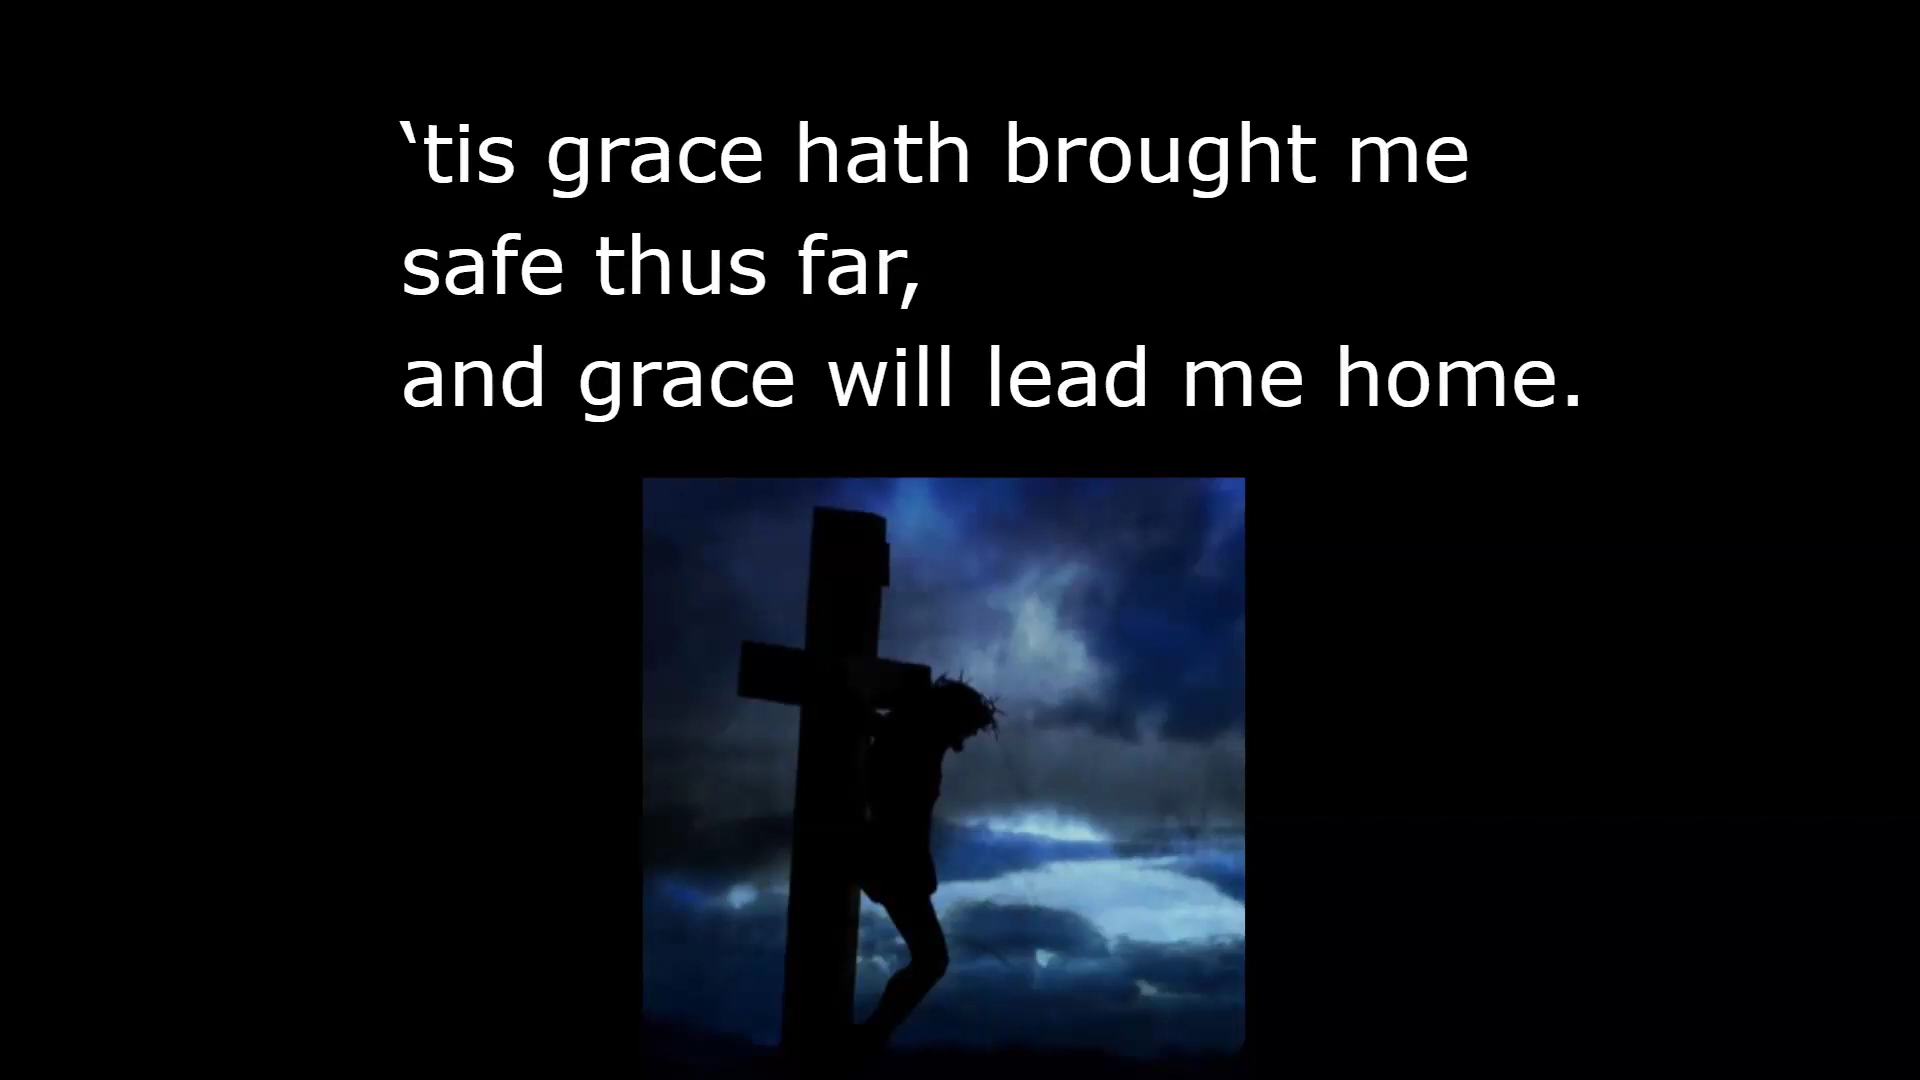 ‘tis grace hath brought me
safe thus far,
and grace will lead me home.